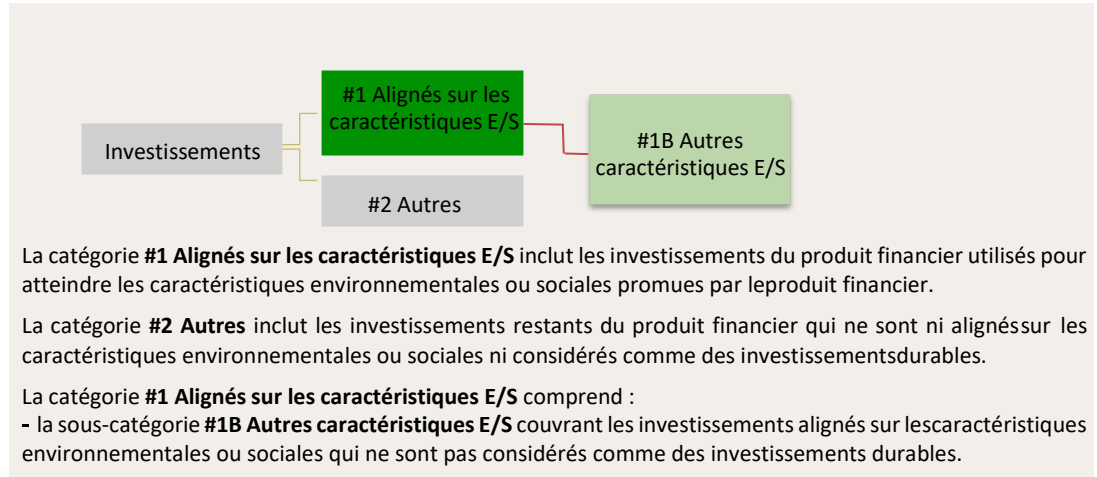 #1 Alignés sur les
caractéristiques E/S
Investissements
#1B Autres
caractéristiques E/S
#2 Autres
La catégorie #1 Alignés sur les caractéristiques E/S inclut les investissements du produit financier utilisés pour
atteindre les caractéristiques environnementales ou sociales promues par leproduit financier.
La catégorie #2 Autres inclut les investissements restants du produit financier qui ne sont ni alignéssur les
caractéristiques environnementales ou sociales ni considérés comme des investissementsdurables.
La catégorie #1 Alignés sur les caractéristiques E/S comprend :
- la sous-catégorie #1B Autres caractéristiques E/S couvrant les investissements alignés sur lescaractéristiques
environnementales ou sociales qui ne sont pas considérés comme des investissements durables.